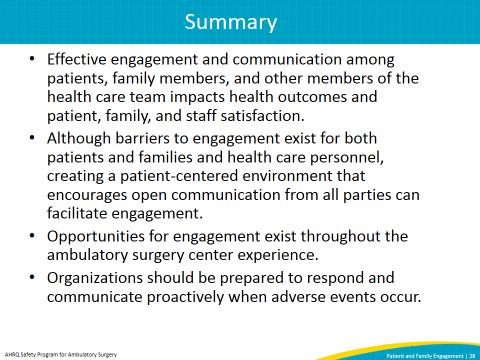 Summary
• Effective engagement and communication among
patients, family members, and other members of the
health care team impacts health outcomes and
patient, family, and staff satisfaction.
• Although barriers to engagement exist for both
patients and families and health care personnel,
creating a patient-centered environment that
encourages open communication from all parties can
facilitate engagement.
• Opportunities for engagement exist throughout the
ambulatory surgery center experience.
• Organizations should be prepared to respond and
communicate proactively when adverse events occur.
AHRQ Safety Program for Ambulatory Surgery
Patient and Family Engagement | 28